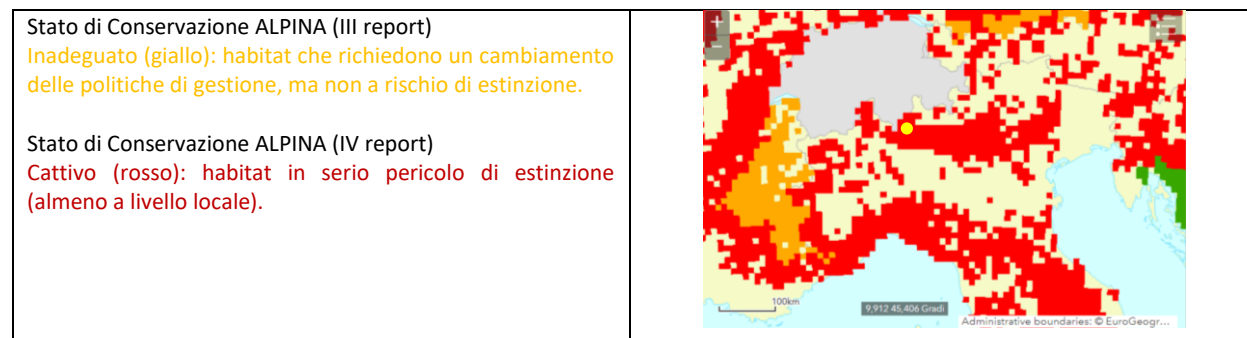 Stato di Conservazione ALPINA (III report)
Inadeguato (giallo): habitat che richiedono un cambiamento
delle politiche di gestione, ma non a rischio di estinzione.
Stato di Conservazione ALPINA (IV report)
Cattivo (rosso): habitat in serio pericolo di estinzione
(almeno a livello locale).
+
−
100km
9,912 45,406 Gradi
Administrative boundaries: © EuroGeogr...